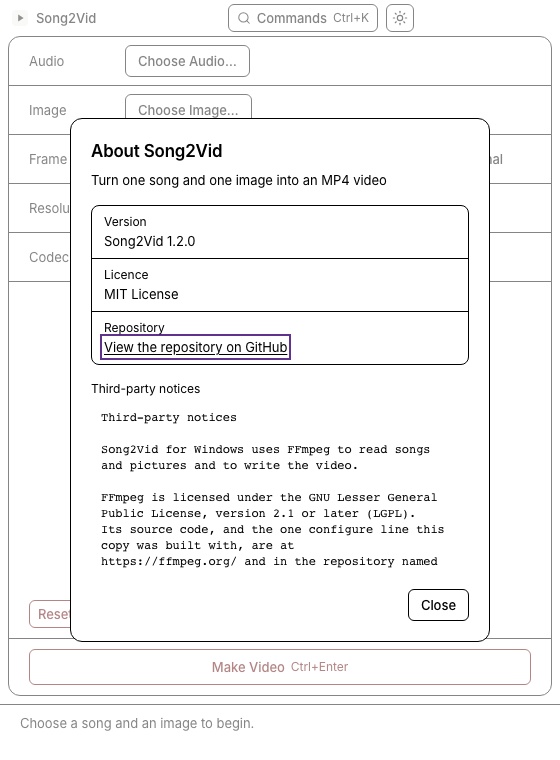 Song2Vid
Commands Ctrl+K
Audio
Choose Audio...
Image
Choose Image...
Frame
Codec
About Song2Vid
Turn one song and one image into an MP4 video
Version
Song2Vid 1.2.0
Licence
MIT License
Repository
View the repository on GitHub
Third-party notices
Third-party notices
Song2Vid for Windows uses FFmpeg to read songs
and pictures and to write the video.
FFmpeg is licensed under the GNU Lesser General
Public License, version 2.1 or later (LGPL).
Its source code, and the one configure line this
copy was built with, are at
https://ffmpeg.org/ and in the repository named
Close
Reset
Make Video Ctrl+Enter
Choose a song and an image to begin.